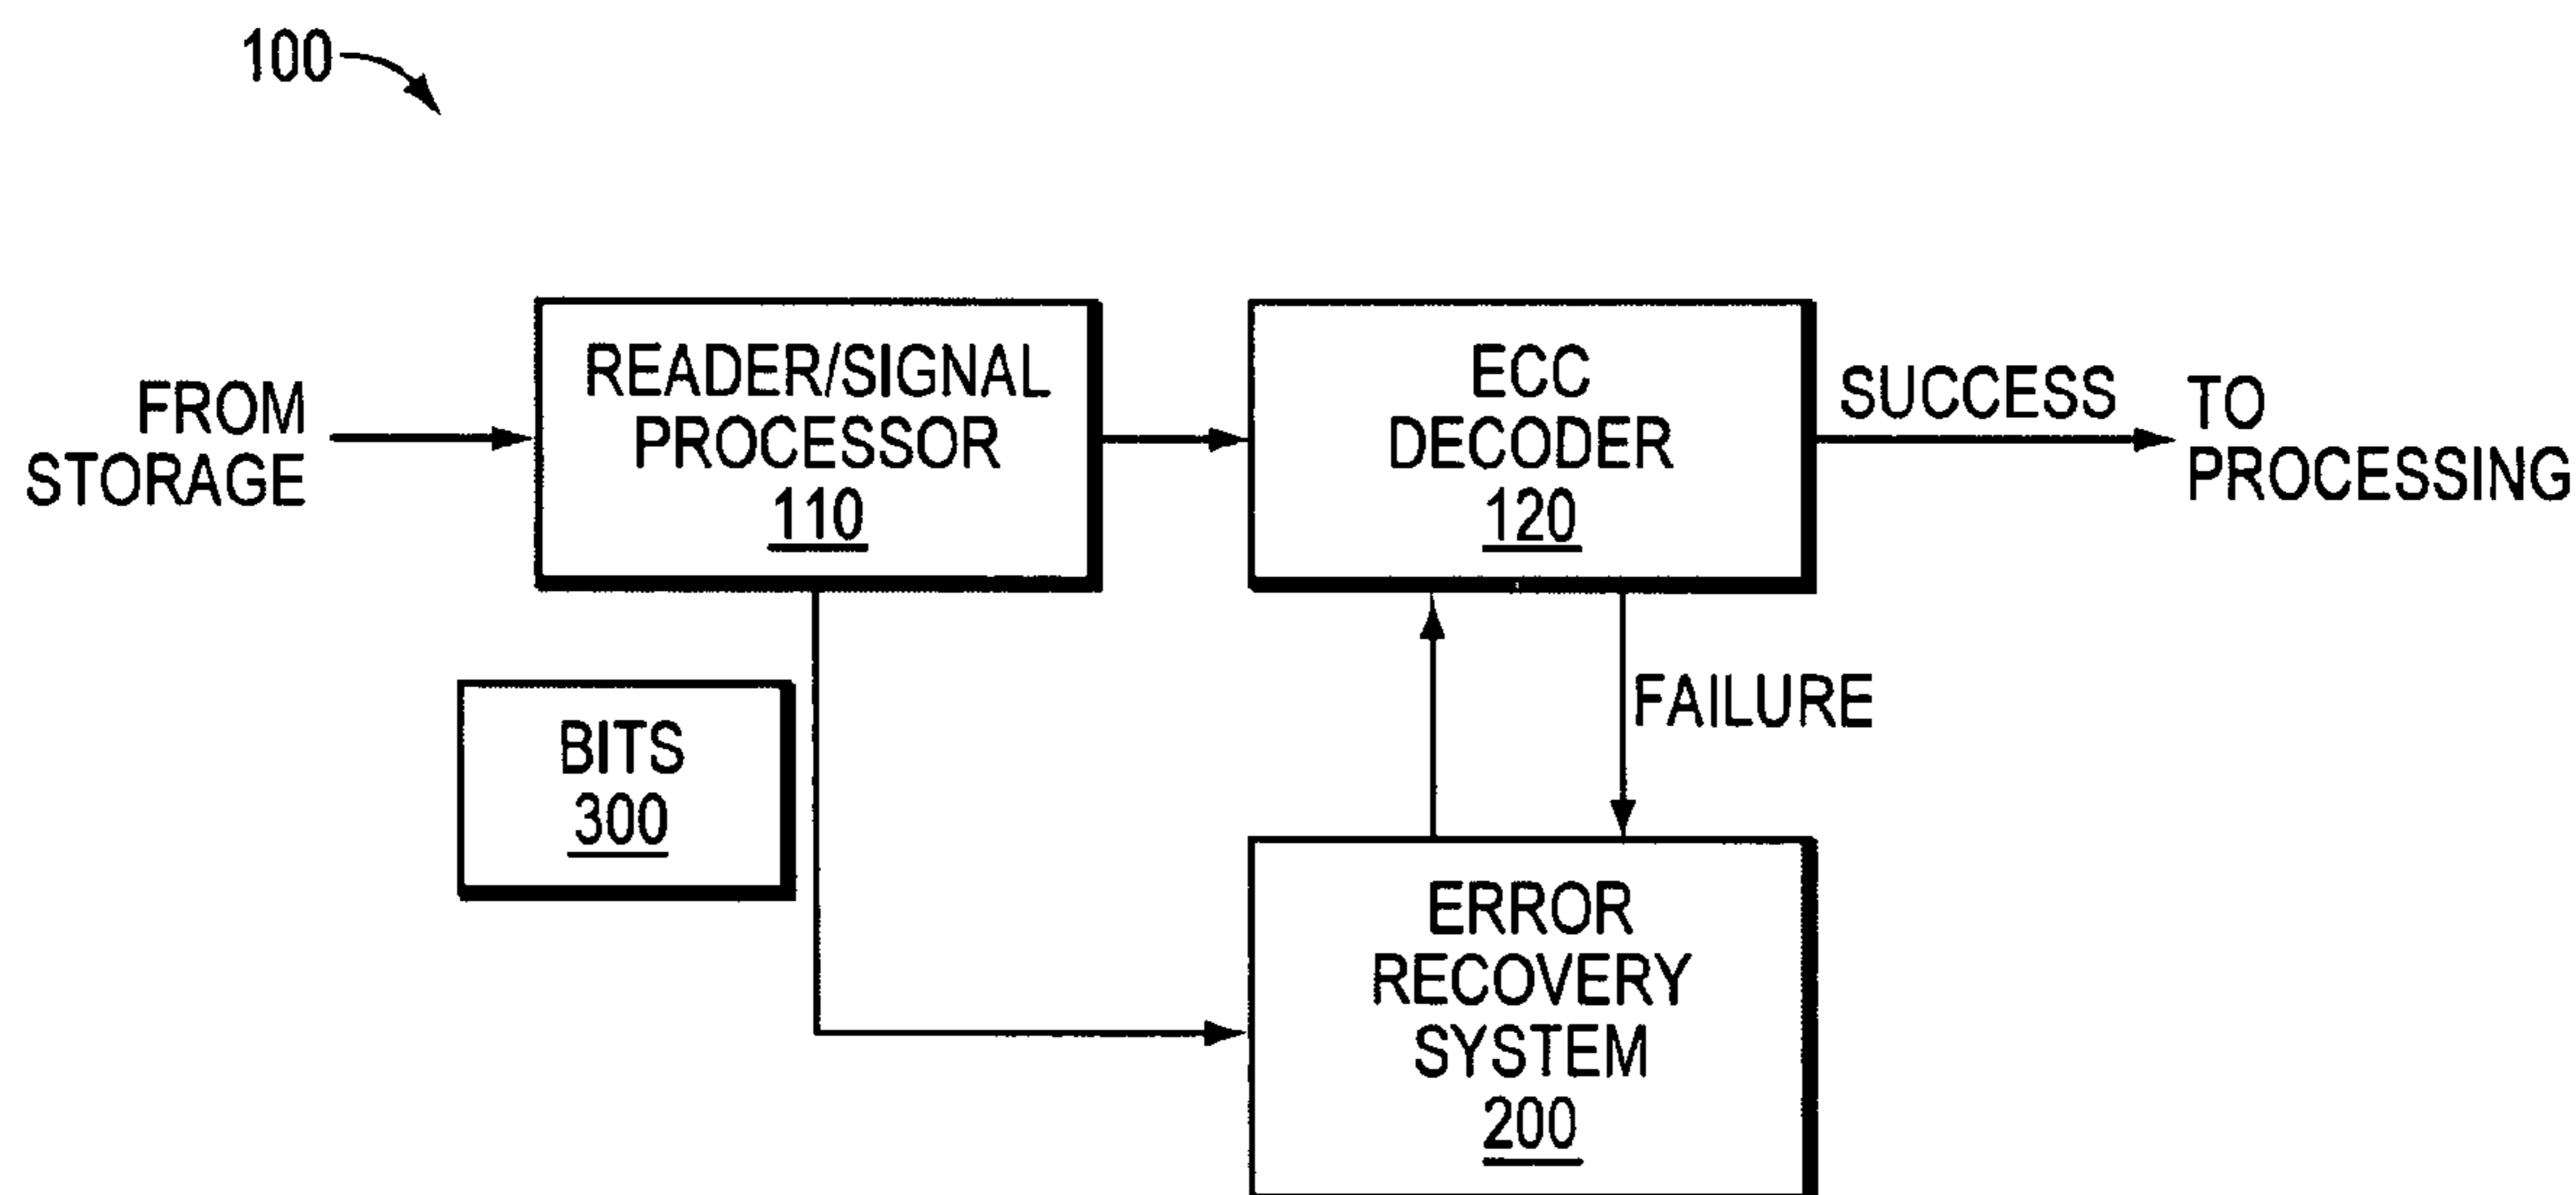 100
FROM
STORAGE
READER/SIGNAL
PROCESSOR
110
ECC
DECODER
120
SUCCESS
TO
PROCESSING
BITS
300
FAILURE
ERROR
RECOVERY
SYSTEM
200